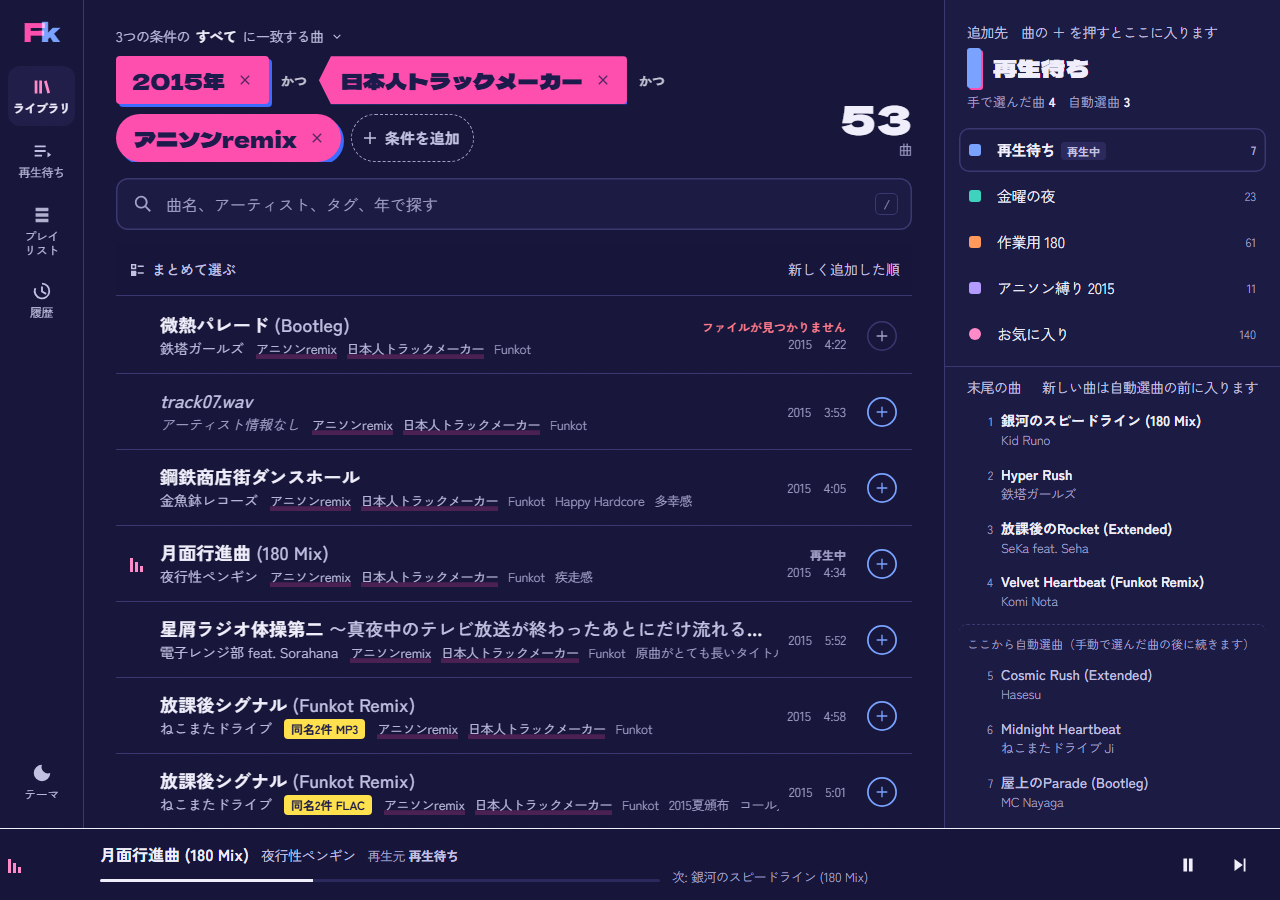 Fk
ライブラリ
再生待ち
プレイ
リスト
履歴
テーマ
3つの条件の すべて に一致する曲
2015年 × かつ 日本人トラックメーカー × かつ
アニソンremix × + 条件を追加
53
曲
曲名、アーティスト、タグ、年で探す /
まとめて選ぶ 新しく追加した順
微熱パレード (Bootleg) ファイルが見つかりません
鉄塔ガールズ アニソンremix 日本人トラックメーカー Funkot 2015 4:22
track07.wav
アーティスト情報なし アニソンremix 日本人トラックメーカー Funkot 2015 3:53
鋼鉄商店街ダンスホール
金魚鉢レコーズ アニソンremix 日本人トラックメーカー Funkot Happy Hardcore 多幸感 2015 4:05
月面行進曲 (180 Mix) 再生中
夜行性ペンギン アニソンremix 日本人トラックメーカー Funkot 疾走感 2015 4:34
星屑ラジオ体操第二 〜真夜中のテレビ放送が終わったあとにだけ流れる...
電子レンジ部 feat. Sorahana アニソンremix 日本人トラックメーカー Funkot 原曲がとても長いタイト 2015 5:52
放課後シグナル (Funkot Remix)
ねこまたドライブ 同名2件 MP3 アニソンremix 日本人トラックメーカー Funkot 2015 4:58
放課後シグナル (Funkot Remix)
ねこまたドライブ 同名2件 FLAC アニソンremix 日本人トラックメーカー Funkot 2015夏頒布 コール 2015 5:01
追加先 曲の + を押すとここに入ります
再生待ち
手で選んだ曲 4 自動選曲 3
再生待ち 再生中 7
金曜の夜 23
作業用 180 61
アニソン縛り 2015 11
お気に入り 140
末尾の曲 新しい曲は自動選曲の前に入ります
1 銀河のスピードライン (180 Mix)
Kid Runo
2 Hyper Rush
鉄塔ガールズ
3 放課後のRocket (Extended)
SeKa feat. Seha
4 Velvet Heartbeat (Funkot Remix)
Komi Nota
ここから自動選曲（手動で選んだ曲の後に続きます）
5 Cosmic Rush (Extended)
Hasesu
6 Midnight Heartbeat
ねこまたドライブ Ji
7 屋上のParade (Bootleg)
MC Nayaga
月面行進曲 (180 Mix) 夜行性ペンギン 再生元 再生待ち
次: 銀河のスピードライン (180 Mix)